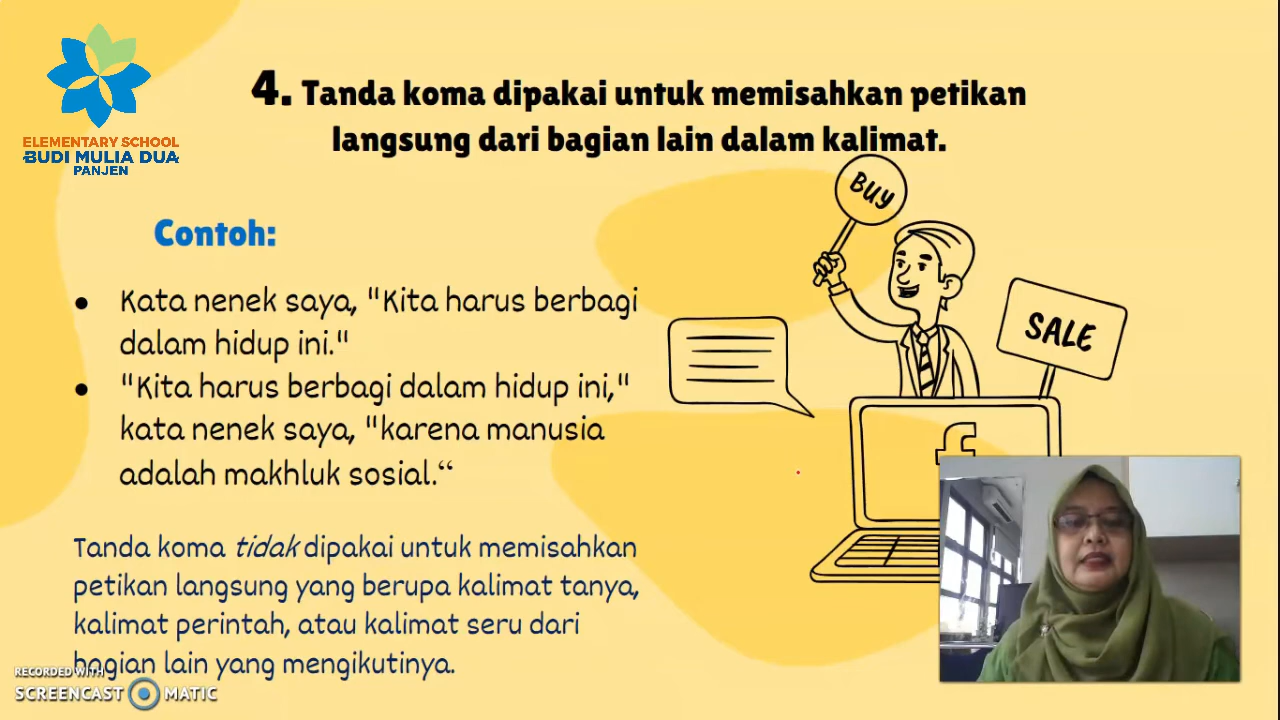 ELEMENTARY SCHOOL
BUDI MULIA DUA
PANJEN
4. Tanda koma dipakai untuk memisahkan petikan
langsung dari bagian lain dalam kalimat.
BUY
Contoh:
• Kata nenek saya, "Kita harus berbagi
dalam hidup ini."
• "Kita harus berbagi dalam hidup ini,"
kata nenek saya, "karena manusia
adalah makhluk sosial.“
SALE
f
Tanda koma tidak dipakai untuk memisahkan
petikan langsung yang berupa kalimat tanya,
kalimat perintah, atau kalimat seru dari
bagian lain yang mengikutinya.
RECORDED WITH
SCREENCAST MATIC